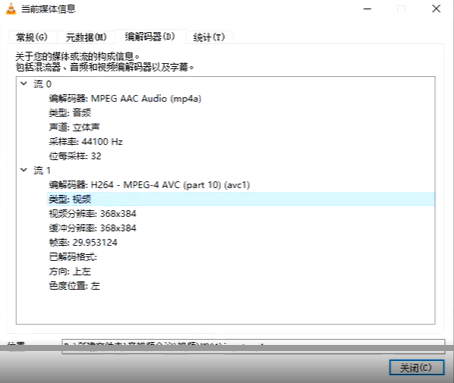 当前媒体信息
常规(G) 元数据(M) 编解码器(D) 统计(T)
关于您的媒体或流的构成信息。
包括混流器、音频和视频编解码器以及字幕。
流 0
编解码器: MPEG AAC Audio (mp4a)
类型: 音频
声道: 立体声
采样率: 44100 Hz
位每采样: 32
流 1
编解码器: H264 - MPEG-4 AVC (part 10) (avc1)
类型: 视频
视频分辨率: 368x384
缓冲分辨率: 368x384
帧率: 29.953124
已解码格式:
方向: 上左
色度位置: 左
关闭(C)